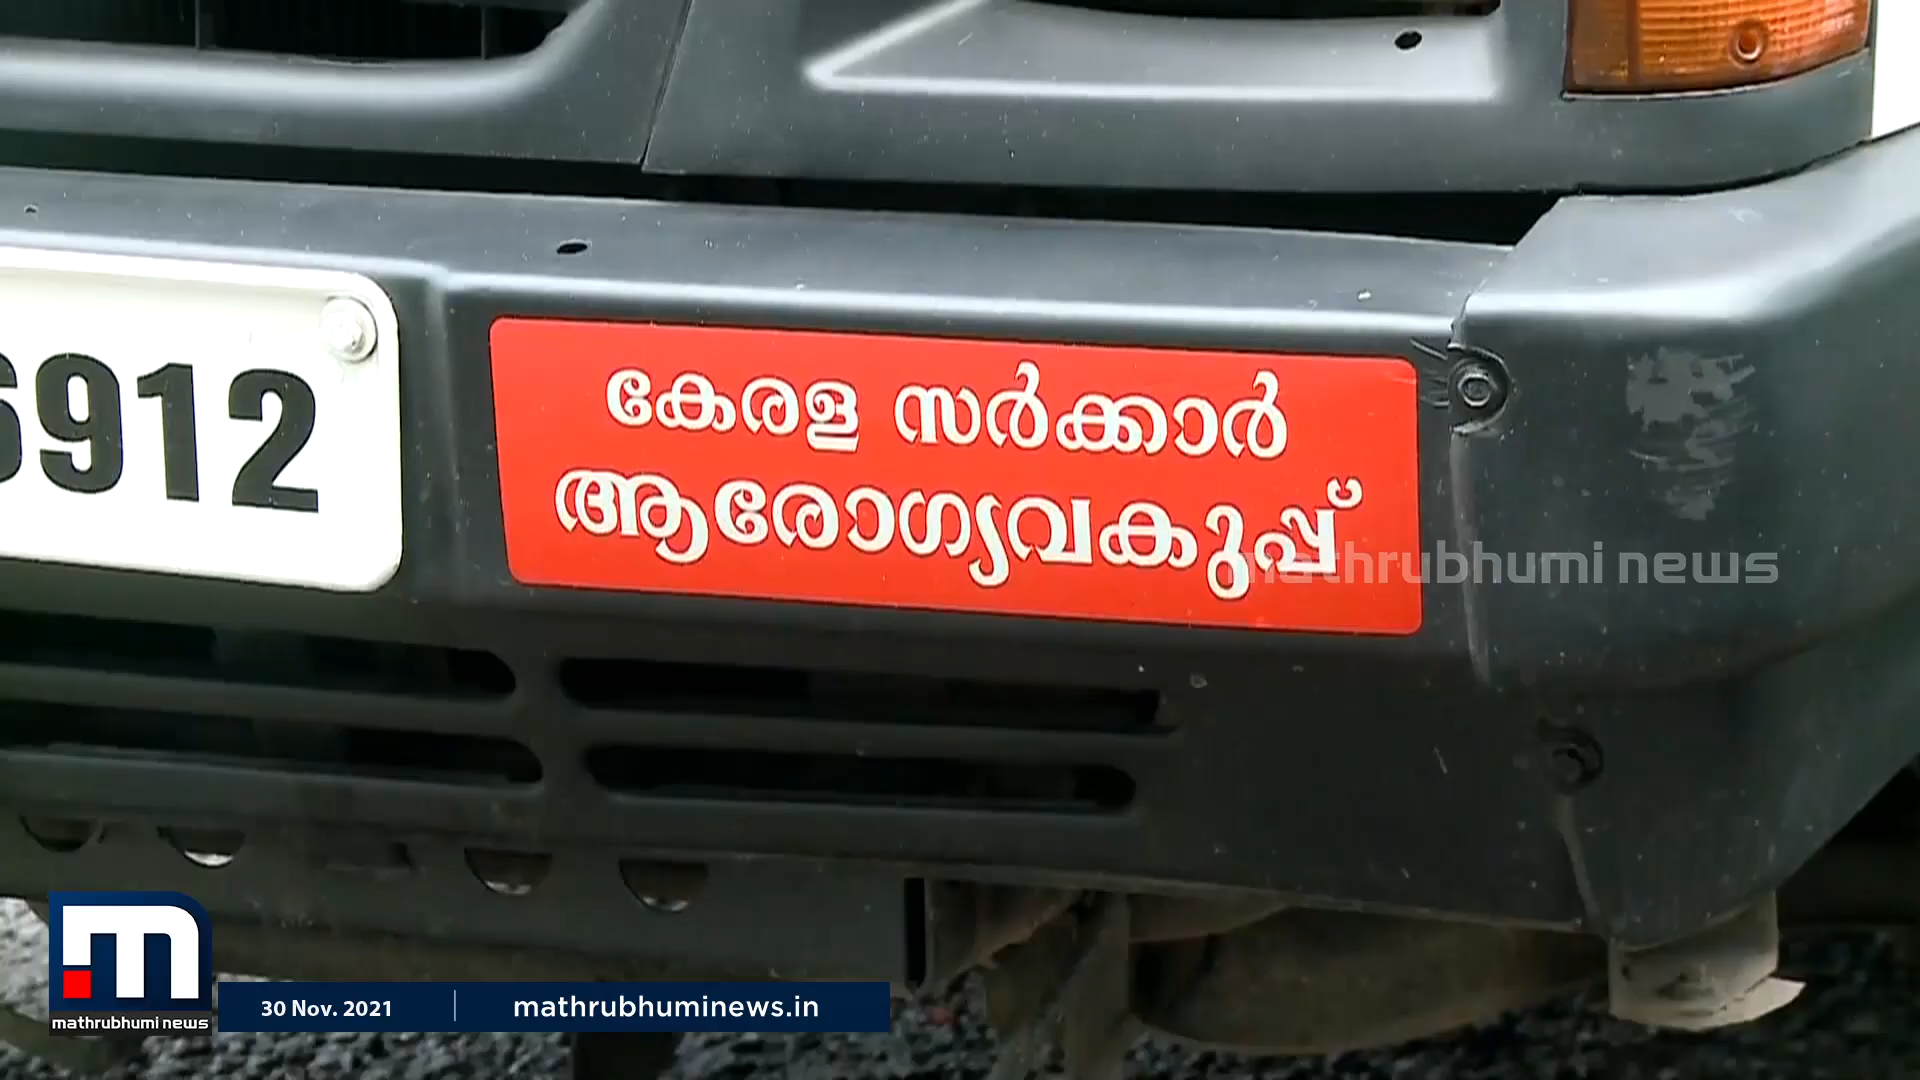 6912
കേരള സർക്കാർ
ആരോഗ്യവകുപ്പ്
mathrubhumi news
mathrubhumi news
30 Nov. 2021
mathrubhuminews.in